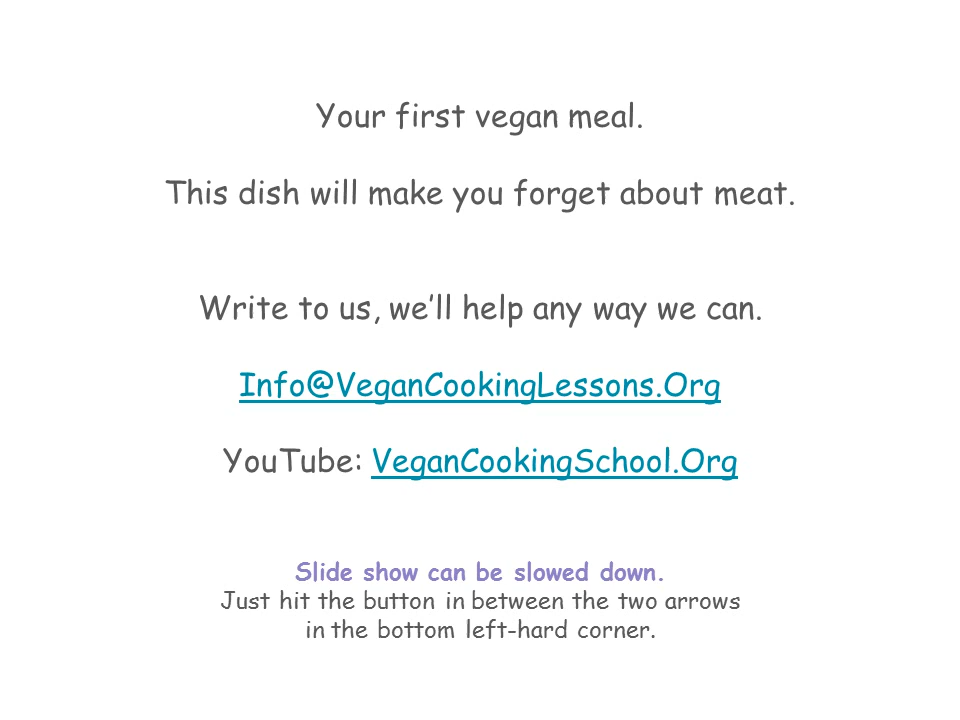 Your first vegan meal.
This dish will make you forget about meat.
Write to us, we’ll help any way we can.
Info@VeganCookingLessons.Org
YouTube: VeganCookingSchool.Org
Slide show can be slowed down.
Just hit the button in between the two arrows
in the bottom left-hard corner.